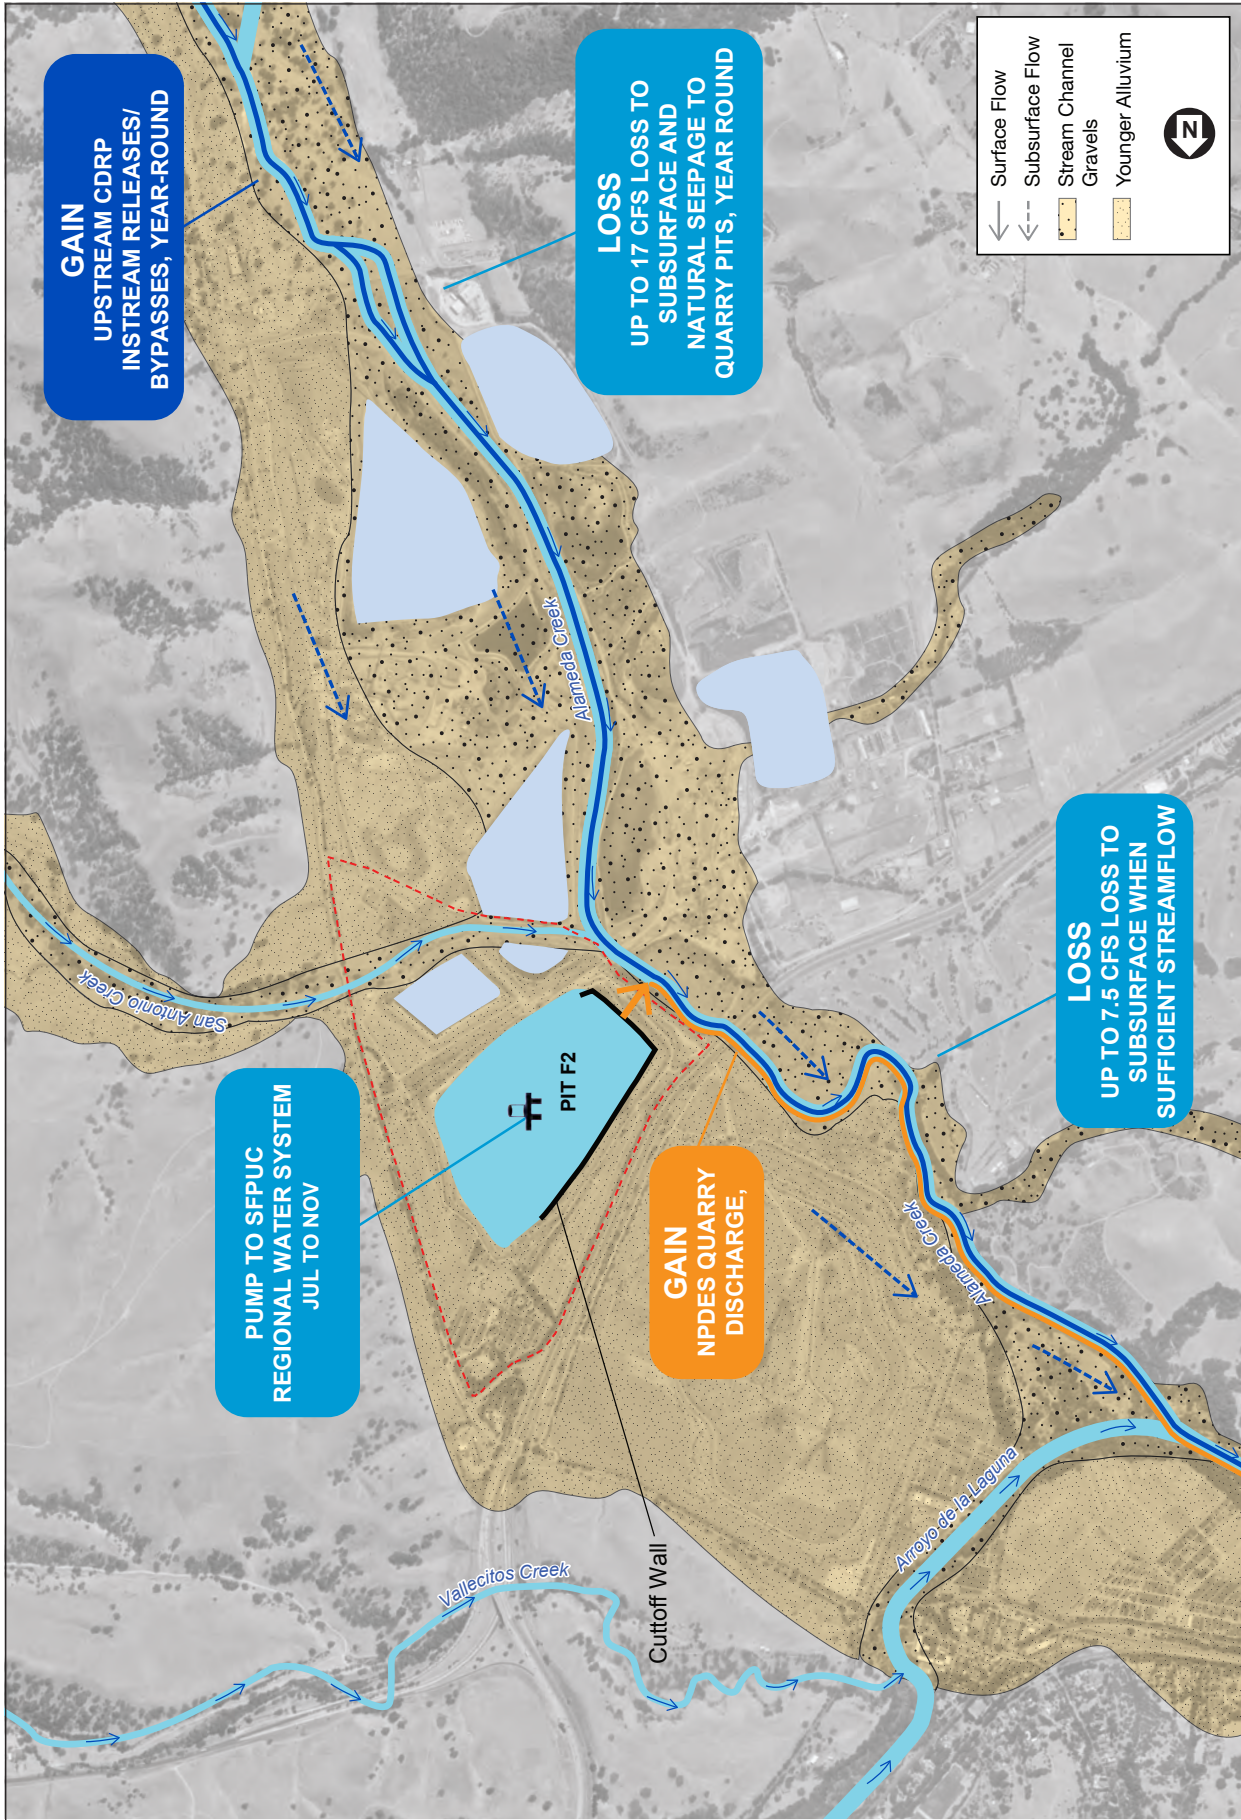 GAIN
UPSTREAM CDRP
INSTREAM RELEASES/
BYPASSES, YEAR-ROUND
LOSS
UP TO 17 CFS LOSS TO
SUBSURFACE AND
NATURAL SEEPAGE TO
QUARRY PITS, YEAR ROUND
Surface Flow
Subsurface Flow
Stream Channel
Gravels
Younger Alluvium
N
Alameda Creek
San Antonio Creek
PUMP TO SFPUC
REGIONAL WATER SYSTEM
JUL TO NOV
PIT F2
GAIN
NPDES QUARRY
DISCHARGE,
LOSS
UP TO 7.5 CFS LOSS TO
SUBSURFACE WHEN
SUFFICIENT STREAMFLOW
Alameda Creek
Cuttoff Wall
Vallecitos Creek
Arroyo de la Laguna